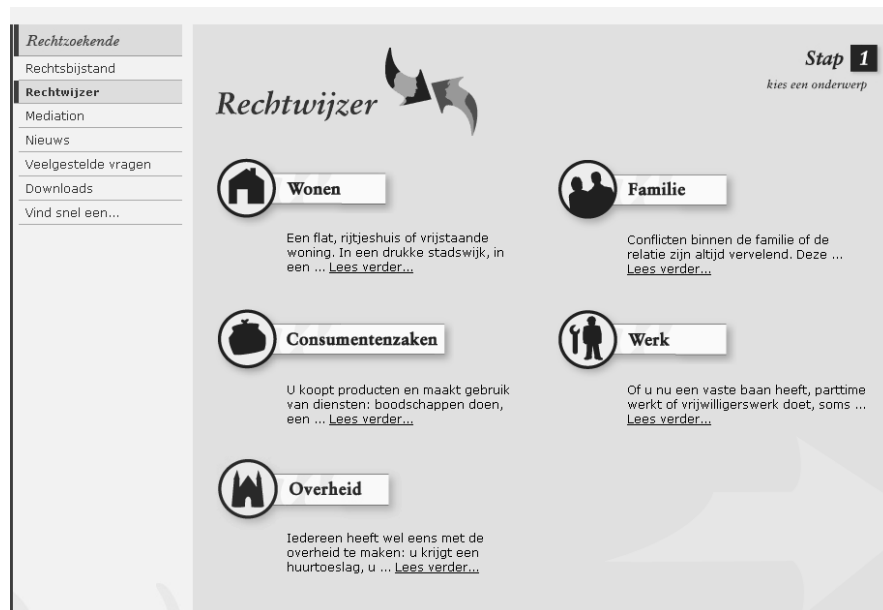 Rechtzoekende
Rechtsbijstand
Rechtwijzer
Mediation
Nieuws
Veelgestelde vragen
Downloads
Vind snel een...
Rechtwijzer
Stap 1
kies een onderwerp
Wonen
Een flat, rijtjeshuis of vrijstaande
woning. In een drukke stadswijk, in
een ... Lees verder...
Familie
Conflicten binnen de familie of de
relatie zijn altijd vervelend. Deze ...
Lees verder...
Consumentenzaken
U koopt producten en maakt gebruik
van diensten: boodschappen doen,
een ... Lees verder...
Werk
Of u nu een vaste baan heeft, parttime
werkt of vrijwilligerswerk doet, soms ...
Lees verder...
Overheid
Iedereen heeft wel eens met de
overheid te maken: u krijgt een
huurtoeslag, u ... Lees verder...